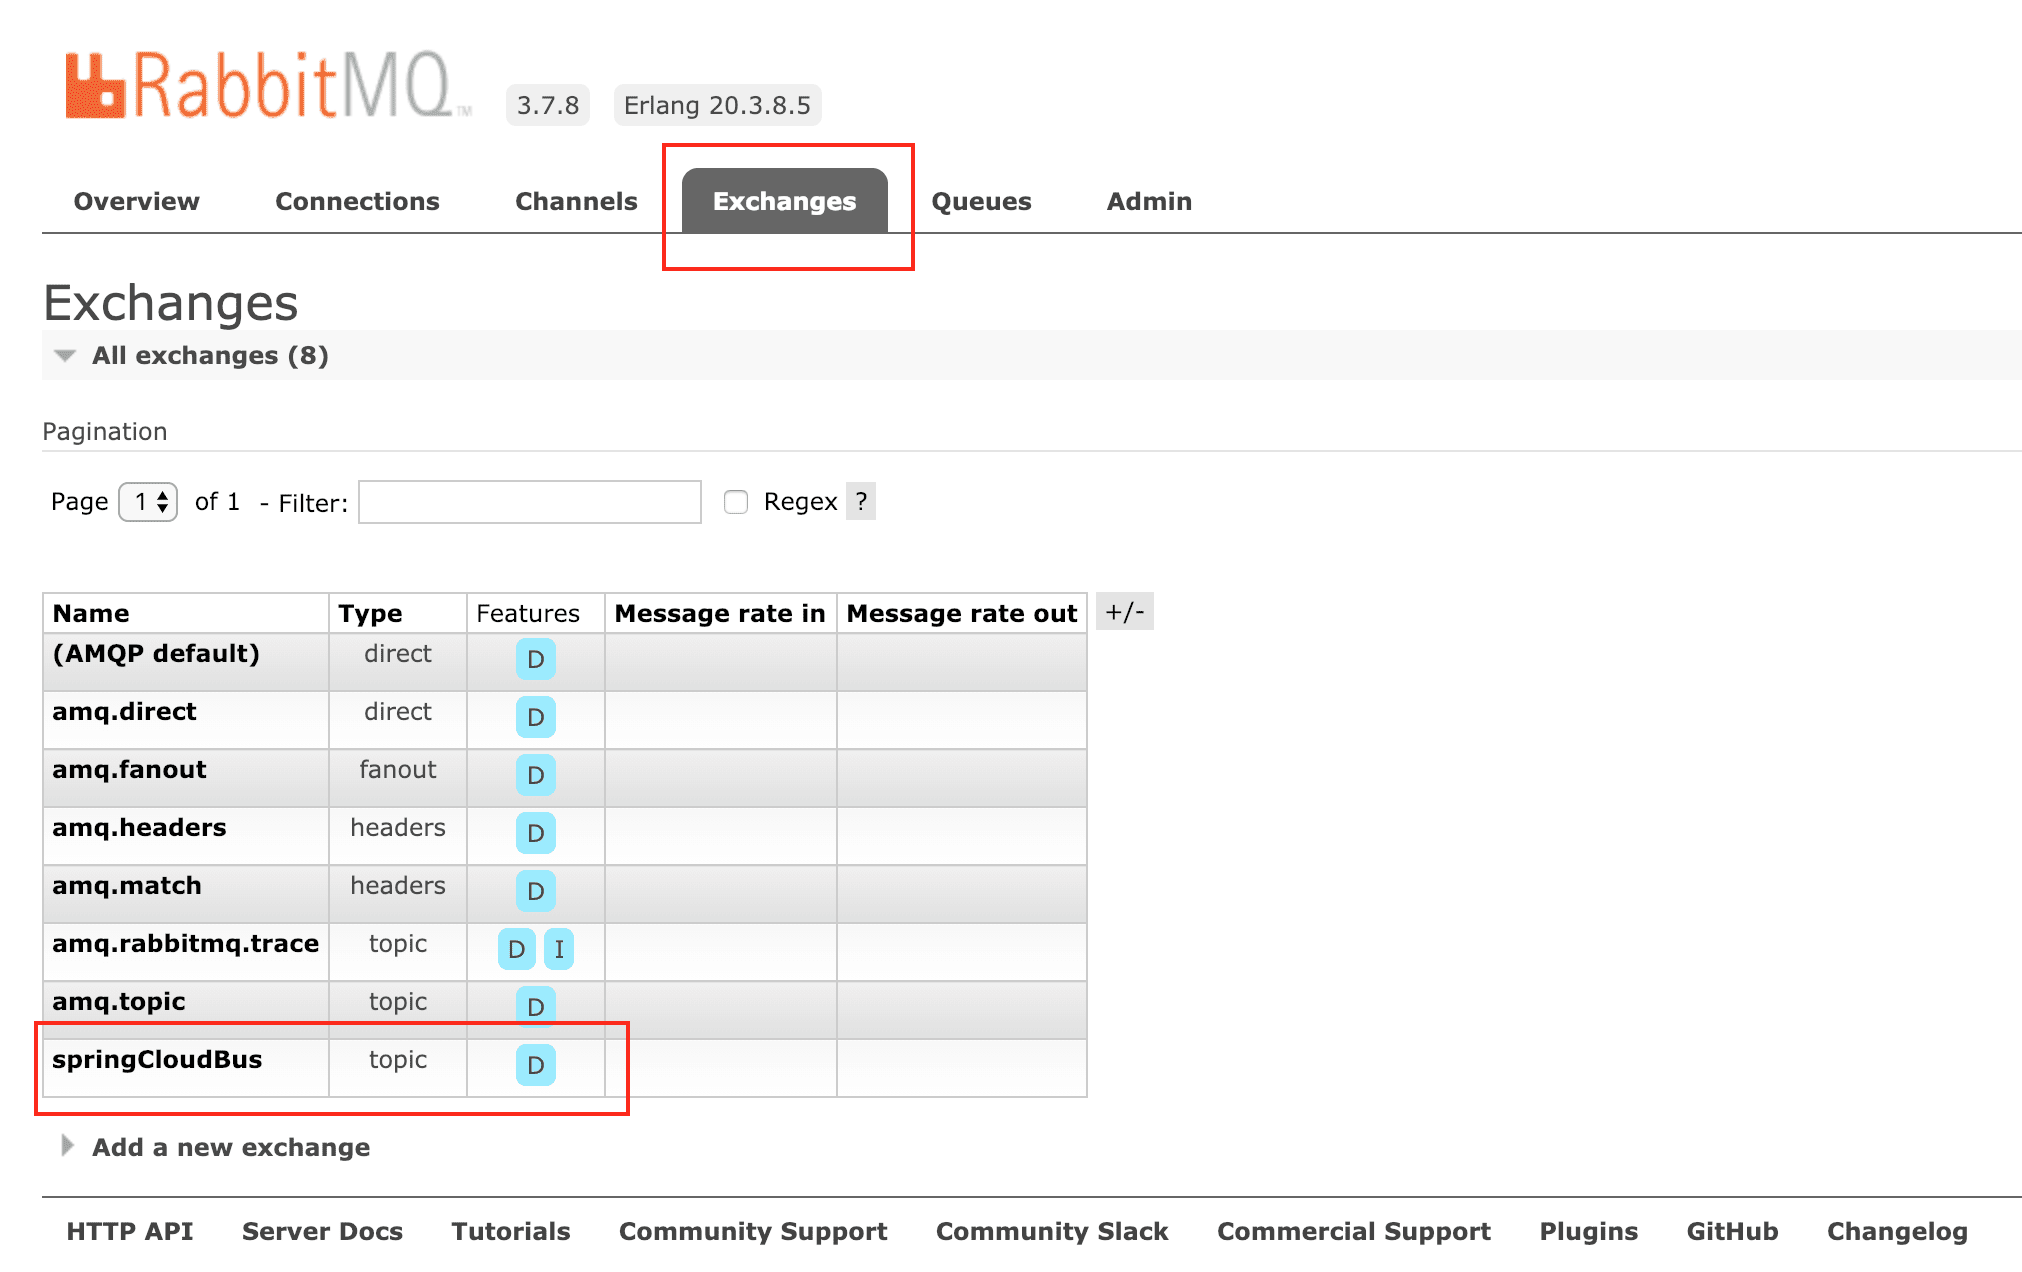 RabbitMQ TM 3.7.8 Erlang 20.3.8.5
Overview Connections Channels Exchanges Queues Admin
Exchanges
All exchanges (8)
Pagination
Page 1 of 1 - Filter: Regex ?
Name Type Features Message rate in Message rate out +/-
(AMQP default) direct D
amq.direct direct D
amq.fanout fanout D
amq.headers headers D
amq.match headers D
amq.rabbitmq.trace topic D I
amq.topic topic D
springCloudBus topic D
Add a new exchange
HTTP API Server Docs Tutorials Community Support Community Slack Commercial Support Plugins GitHub Changelog